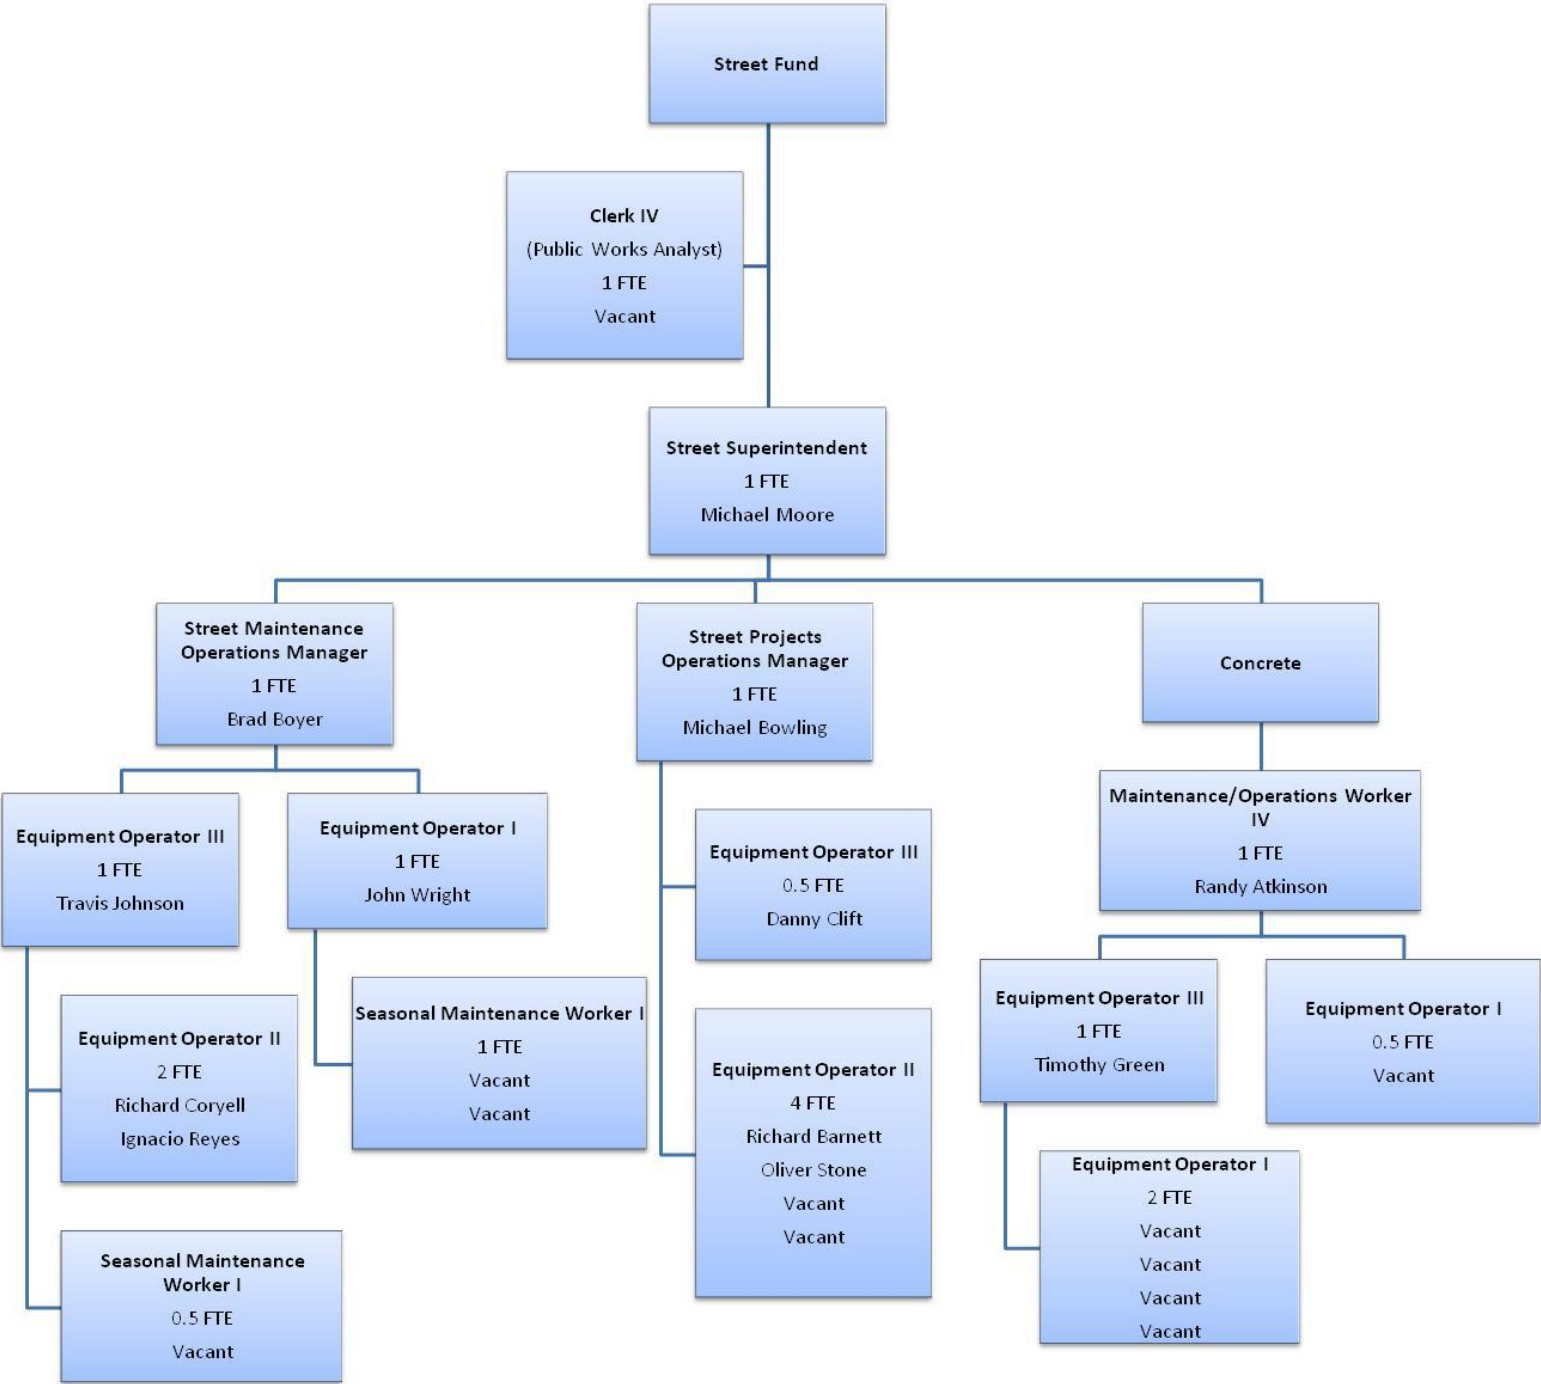 Street Fund
Clerk IV
(Public Works Analyst)
1 FTE
Vacant
Street Superintendent
1 FTE
Michael Moore
Street Maintenance
Operations Manager
1 FTE
Brad Boyer
Street Projects
Operations Manager
1 FTE
Michael Bowling
Concrete
Equipment Operator III
1 FTE
Travis Johnson
Equipment Operator I
1 FTE
John Wright
Equipment Operator III
0.5 FTE
Danny Clift
Maintenance/Operations Worker
IV
1 FTE
Randy Atkinson
Equipment Operator II
2 FTE
Richard Coryell
Ignacio Reyes
Seasonal Maintenance Worker I
1 FTE
Vacant
Vacant
Equipment Operator II
4 FTE
Richard Barnett
Oliver Stone
Vacant
Vacant
Equipment Operator III
1 FTE
Timothy Green
Equipment Operator I
0.5 FTE
Vacant
Seasonal Maintenance
Worker I
0.5 FTE
Vacant
Equipment Operator I
2 FTE
Vacant
Vacant
Vacant
Vacant